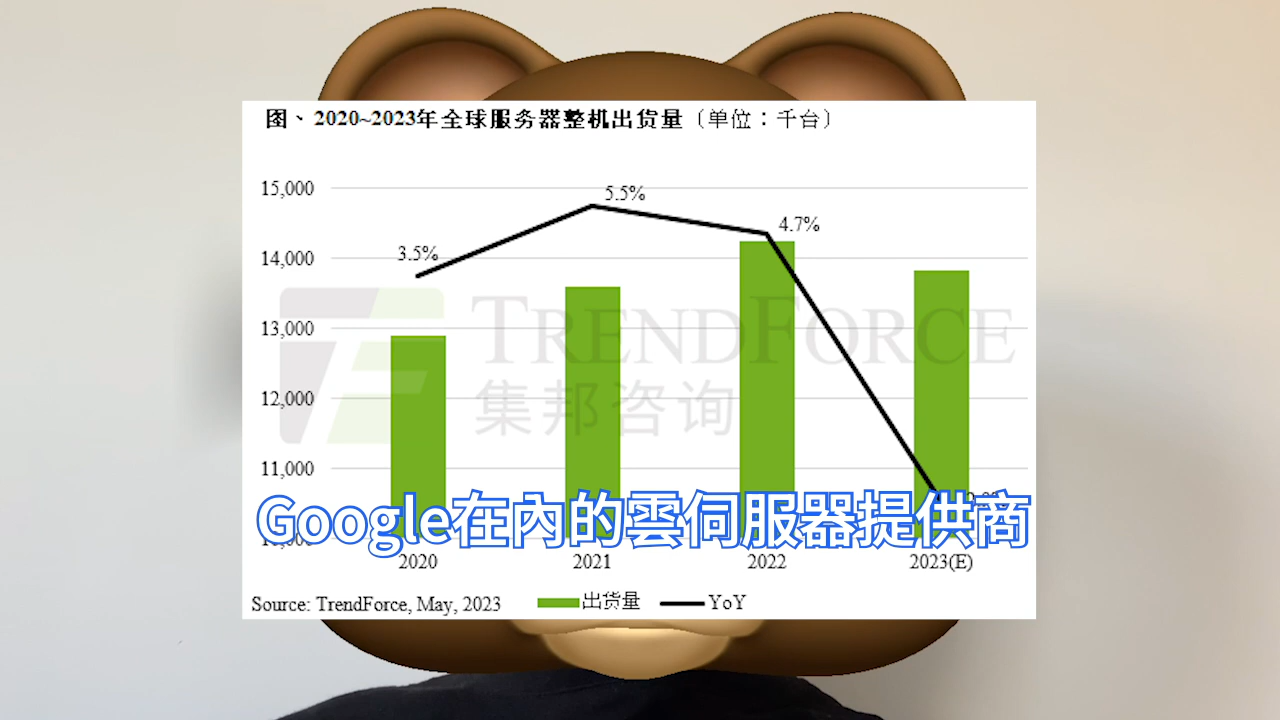 图、2020~2023年全球服务器整机出货量（单位：千台）
15,000
5.5%
4.7%
14,000
3.5%
13,000
TRENDFORCE
集邦咨询
12,000
11,000
Google在內的雲伺服器提供商
2020
2021
2022
2023(E)
Source: TrendForce, May, 2023
出货量
YoY